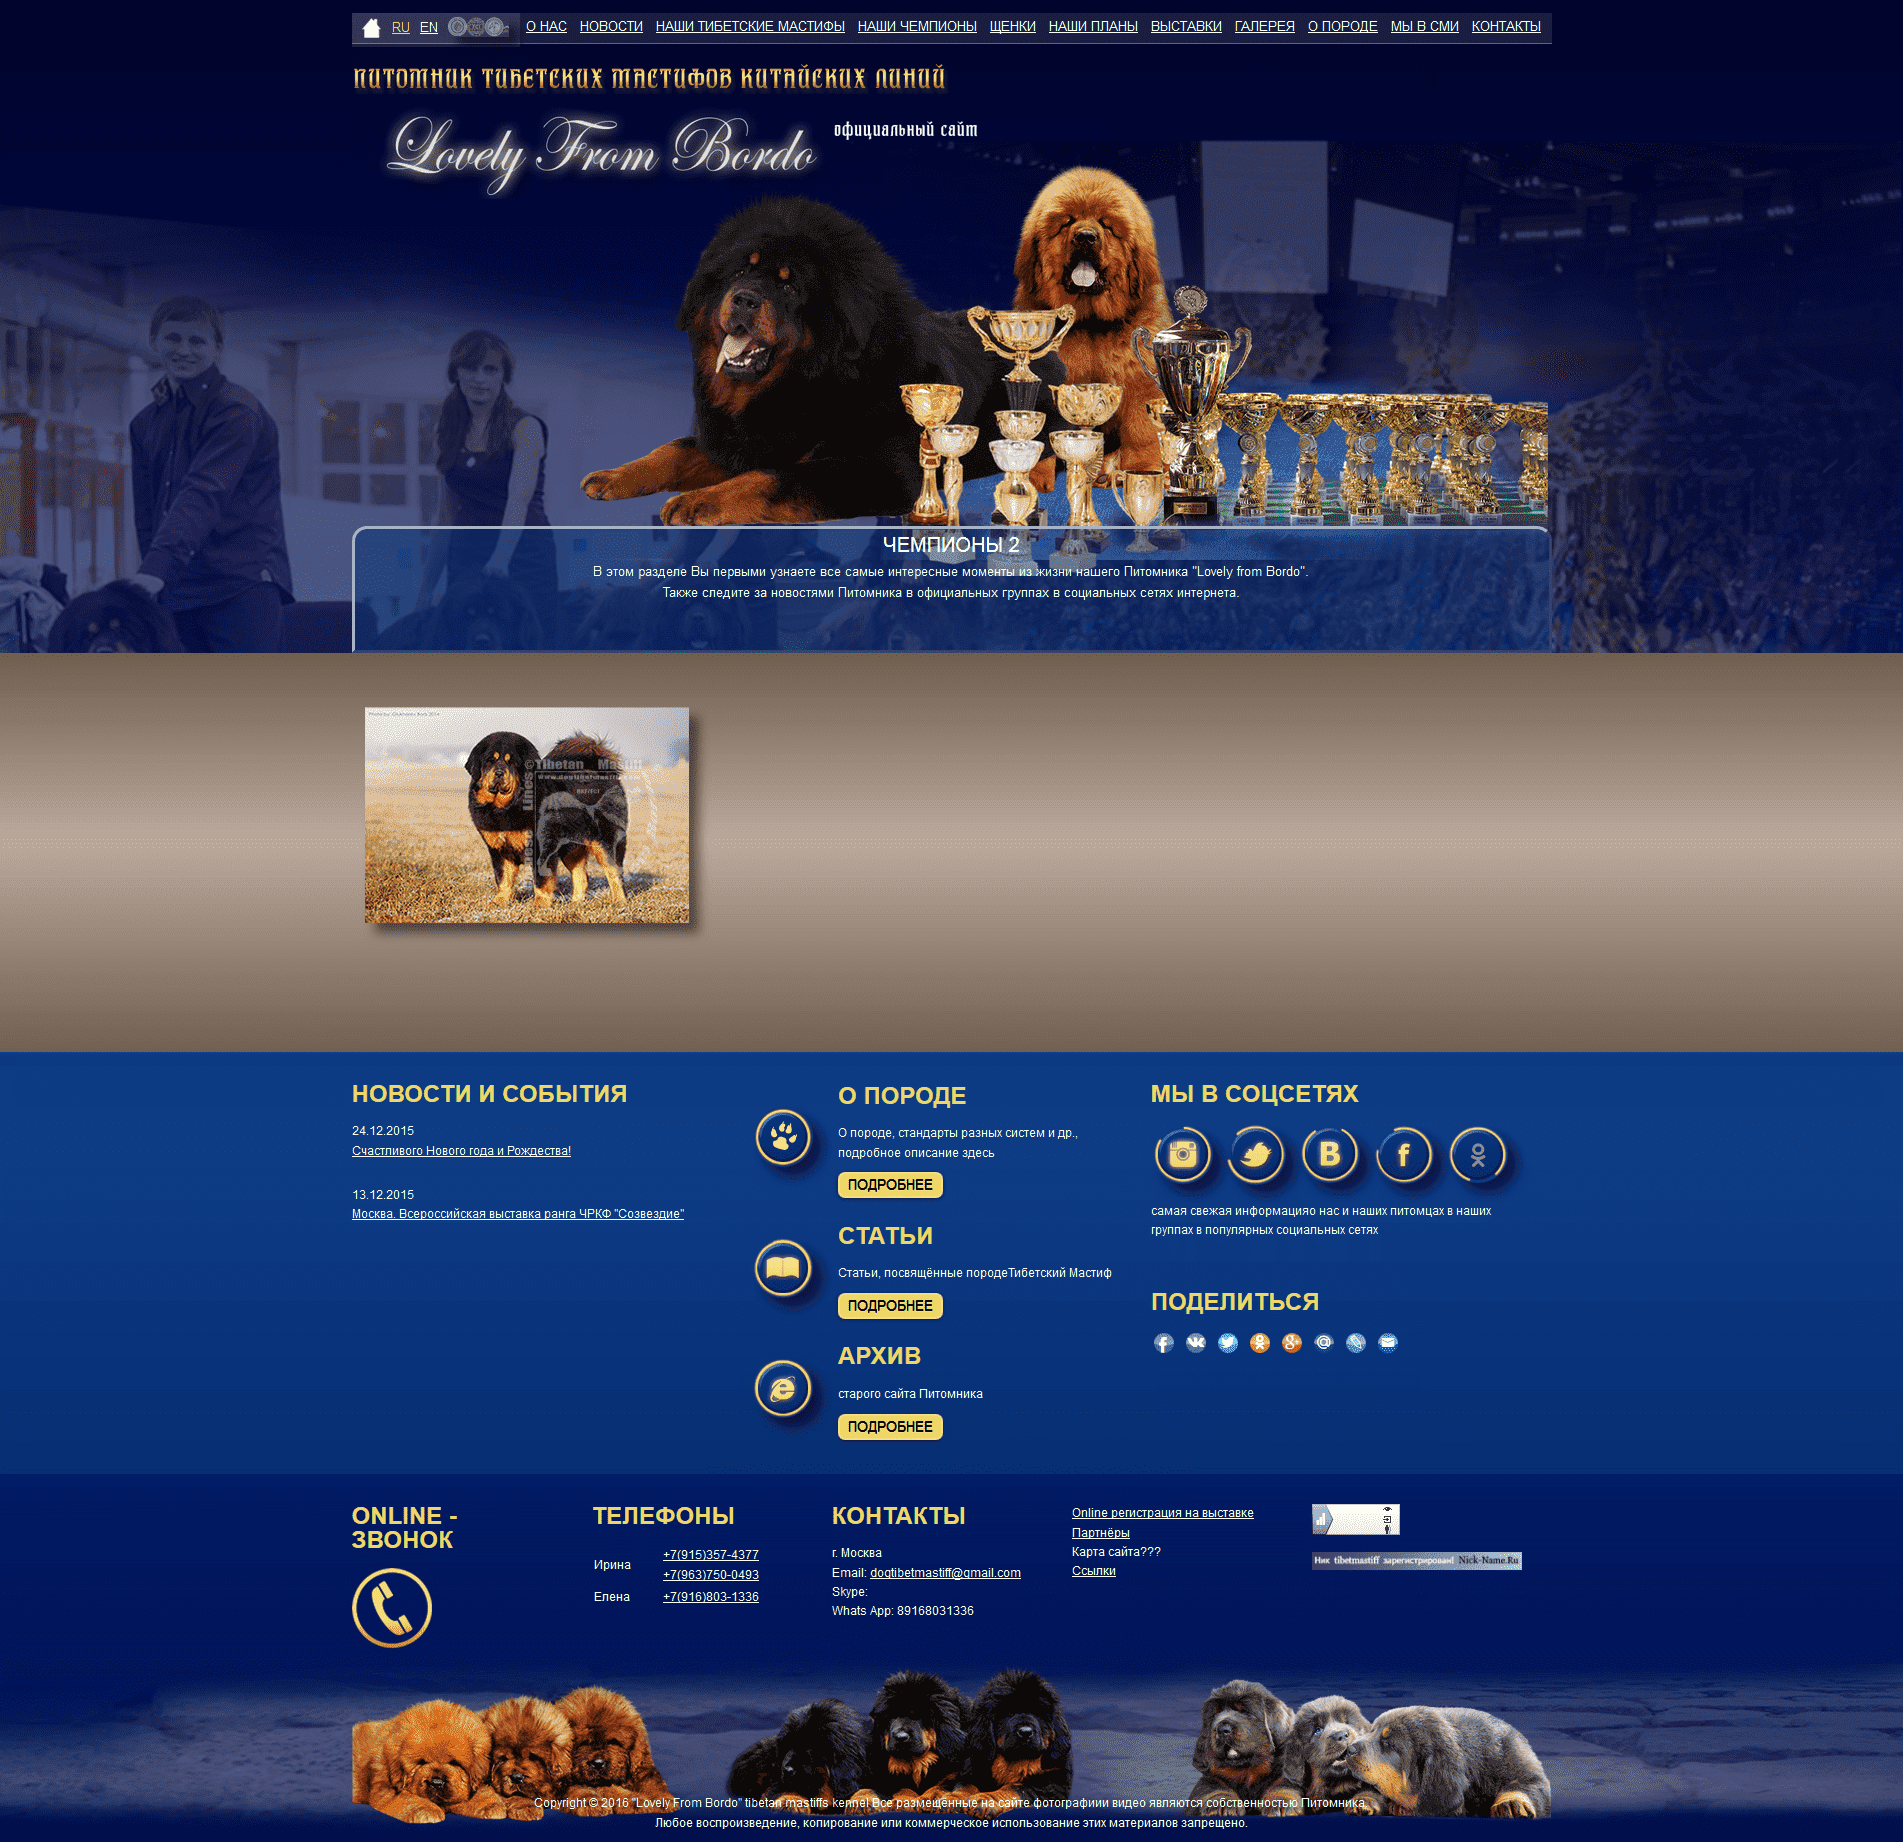 RU EN О НАС НОВОСТИ НАШИ ТИБЕТСКИЕ МАСТИФЫ НАШИ ЧЕМПИОНЫ ЩЕНКИ НАШИ ПЛАНЫ ВЫСТАВКИ ГАЛЕРЕЯ О ПОРОДЕ МЫ В СМИ КОНТАКТЫ
ПИТОМНИК ТИБЕТСКИХ МАСТИФОВ КИТАЙСКИХ ЛИНИЙ
Lovely From Bordo
официальный сайт
ЧЕМПИОНЫ 2
В этом разделе Вы первыми узнаете все самые интересные моменты из жизни нашего Питомника "Lovely from Bordo".
Также следите за новостями Питомника в официальных группах в социальных сетях интернета.
©Tibetan Mastiff
Lines
НОВОСТИ И СОБЫТИЯ
24.12.2015
Счастливого Нового года и Рождества!
13.12.2015
Москва. Всероссийская выставка ранга ЧРКФ "Созвездие"
О ПОРОДЕ
О породе, стандарты разных систем и др.,
подробное описание здесь
ПОДРОБНЕЕ
СТАТЬИ
Статьи, посвящённые породеТибетский Мастиф
ПОДРОБНЕЕ
АРХИВ
старого сайта Питомника
ПОДРОБНЕЕ
МЫ В СОЦСЕТЯХ
самая свежая информацияо нас и наших питомцах в наших
группах в популярных социальных сетях
ПОДЕЛИТЬСЯ
ONLINE -
ЗВОНОК
ТЕЛЕФОНЫ
Ирина
+7(915)357-4377
+7(963)750-0493
Елена +7(916)803-1336
КОНТАКТЫ
г. Москва
Email: dogtibetmastiff@gmail.com
Skype:
Whats App: 89168031336
Online регистрация на выставке
Партнёры
Карта сайта???
Ссылки
Ник tibetmastiff зарегистрирован! Nick-Name.Ru
Copyright © 2016 "Lovely From Bordo" tibetan mastiffs kennel Все размещённые на сайте фотографиии видео являются собственностью Питомника.
Любое воспроизведение, копирование или коммерческое использование этих материалов запрещено.